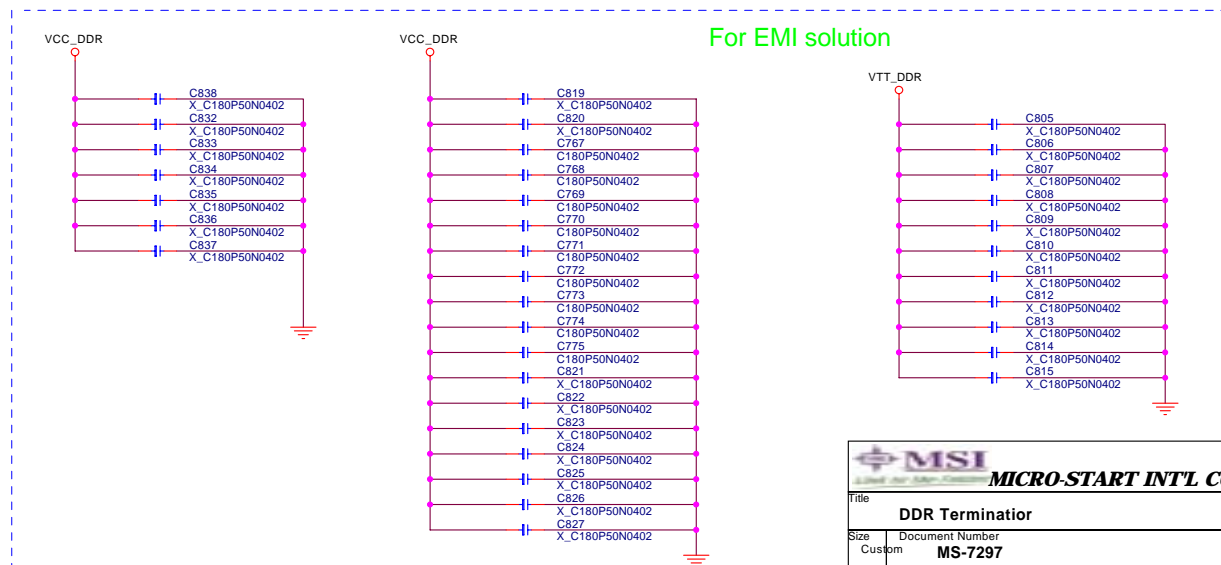 For EMI solution
VCC_DDR
C838
X_C180P50N0402
C832
X_C180P50N0402
C833
X_C180P50N0402
C834
X_C180P50N0402
C835
X_C180P50N0402
C836
X_C180P50N0402
C837
X_C180P50N0402
VCC_DDR
C819
X_C180P50N0402
C820
X_C180P50N0402
C767
C180P50N0402
C768
C180P50N0402
C769
C180P50N0402
C770
C180P50N0402
C771
C180P50N0402
C772
C180P50N0402
C773
C180P50N0402
C774
C180P50N0402
C775
C180P50N0402
C821
X_C180P50N0402
C822
X_C180P50N0402
C823
X_C180P50N0402
C824
X_C180P50N0402
C825
X_C180P50N0402
C826
X_C180P50N0402
C827
X_C180P50N0402
VTT_DDR
C805
X_C180P50N0402
C806
X_C180P50N0402
C807
X_C180P50N0402
C808
X_C180P50N0402
C809
X_C180P50N0402
C810
X_C180P50N0402
C811
X_C180P50N0402
C812
X_C180P50N0402
C813
X_C180P50N0402
C814
X_C180P50N0402
C815
X_C180P50N0402
MSI
MICRO-START INT'L
Title
DDR Terminatior
Size
Document Number
Custom
MS-7297